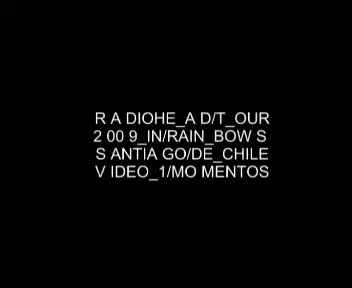 R A DIOHE_A D/T_OUR
2 00 9_IN/RAIN_BOW S
S ANTIA GO/DE_CHILE
V IDEO_1/MO MENTOS